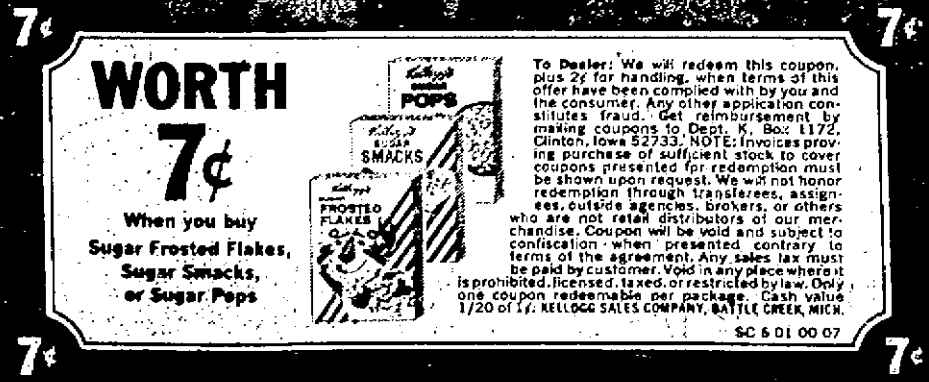 7¢ 7¢
WORTH
7¢
When you buy
Sugar Frosted Flakes,
Sugar Smacks,
or Sugar Pops
Kellogg's
POPS
Kellogg's
SUGAR
SMACKS
Kellogg's
FROSTED
FLAKES
To Dealer: We will redeem this coupon,
plus 2¢ for handling, when terms of this
offer have been complied with by you and
the consumer. Any other application con-
stitutes fraud. Get reimbursement by
mailing coupons to Dept. K, Box 1172,
Clinton, Iowa 52733. NOTE: Invoices prov-
ing purchase of sufficient stock to cover
coupons presented for redemption must
be shown upon request. We will not honor
redemption through transferees, assign-
ees, outside agencies, brokers, or others
who are not retail distributors of our mer-
chandise. Coupon will be void and subject to
confiscation when presented contrary to
terms of the agreement. Any sales tax must
be paid by customer. Void in any place where it
is prohibited, licensed, taxed, or restricted by law. Only
one coupon redeemable per package. Cash value
1/20 of 1¢. KELLOGG SALES COMPANY, BATTLE CREEK, MICH.
SC 6 01 00 07
7¢ 7¢